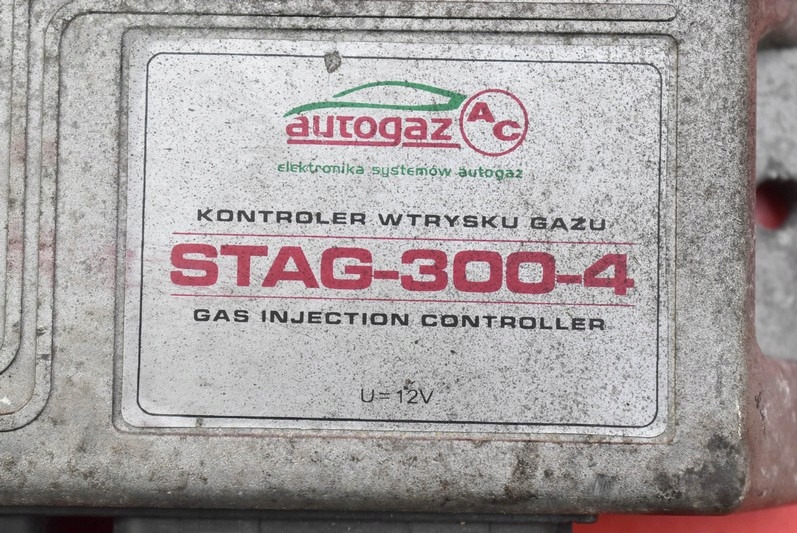 autogaz AC
elektronika systemów autogaz
KONTROLER WTRYSKU GAZU
STAG-300-4
GAS INJECTION CONTROLLER
U=12V